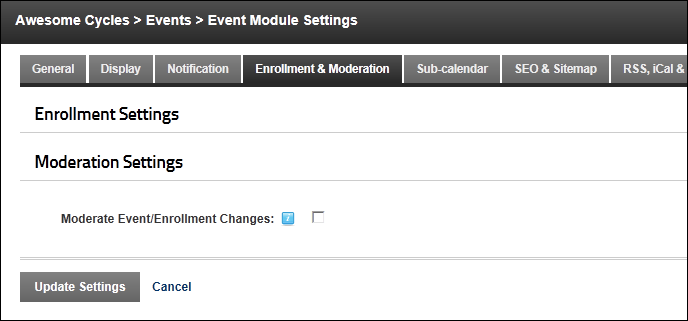 Awesome Cycles > Events > Event Module Settings
General Display Notification Enrollment & Moderation Sub-calendar SEO & Sitemap RSS, iCal &
Enrollment Settings
Moderation Settings
Moderate Event/Enrollment Changes: ?
Update Settings Cancel